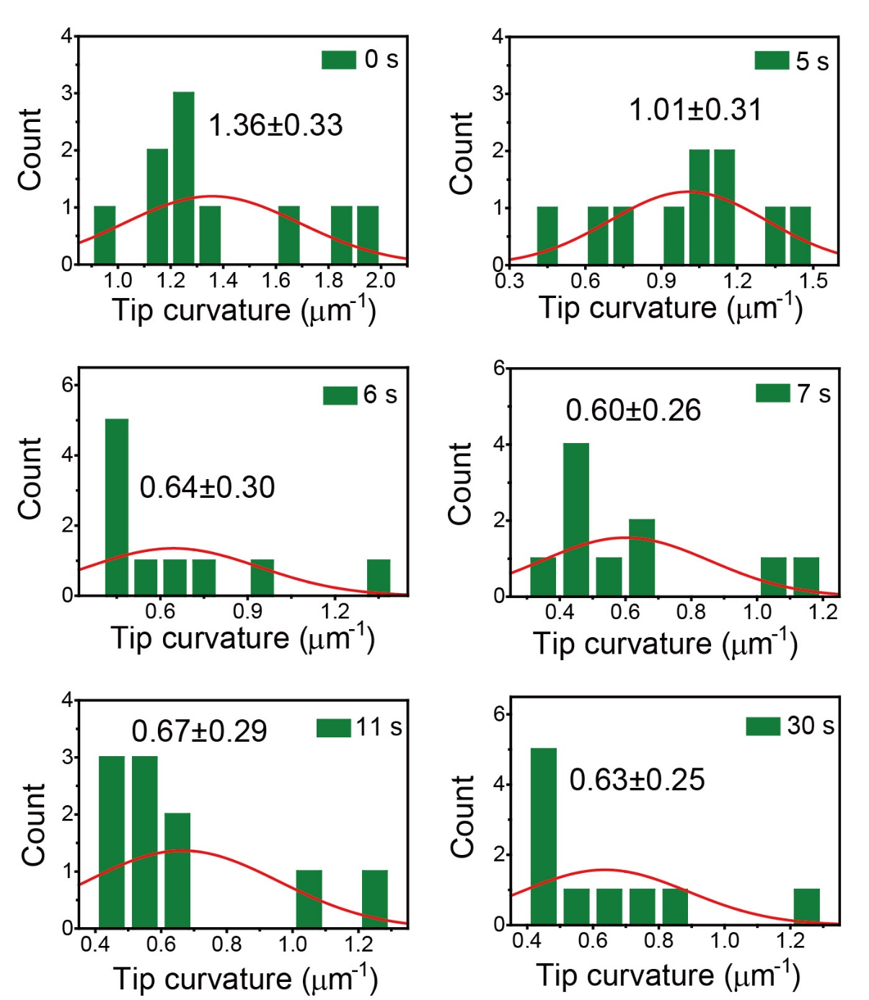 4
3
2
1
0
Count
0 s
1.36±0.33
1.0 1.2 1.4 1.6 1.8 2.0
Tip curvature (μm-1)
4
3
2
1
0
Count
5 s
1.01±0.31
0.3 0.6 0.9 1.2 1.5
Tip curvature (μm-1)
6
4
2
0
Count
6 s
0.64±0.30
0.6 0.9 1.2
Tip curvature (μm-1)
6
4
2
0
Count
7 s
0.60±0.26
0.4 0.6 0.8 1.0 1.2
Tip curvature (μm-1)
4
3
2
1
0
Count
11 s
0.67±0.29
0.4 0.6 0.8 1.0 1.2
Tip curvature (μm-1)
6
4
2
0
Count
30 s
0.63±0.25
0.4 0.6 0.8 1.0 1.2
Tip curvature (μm-1)